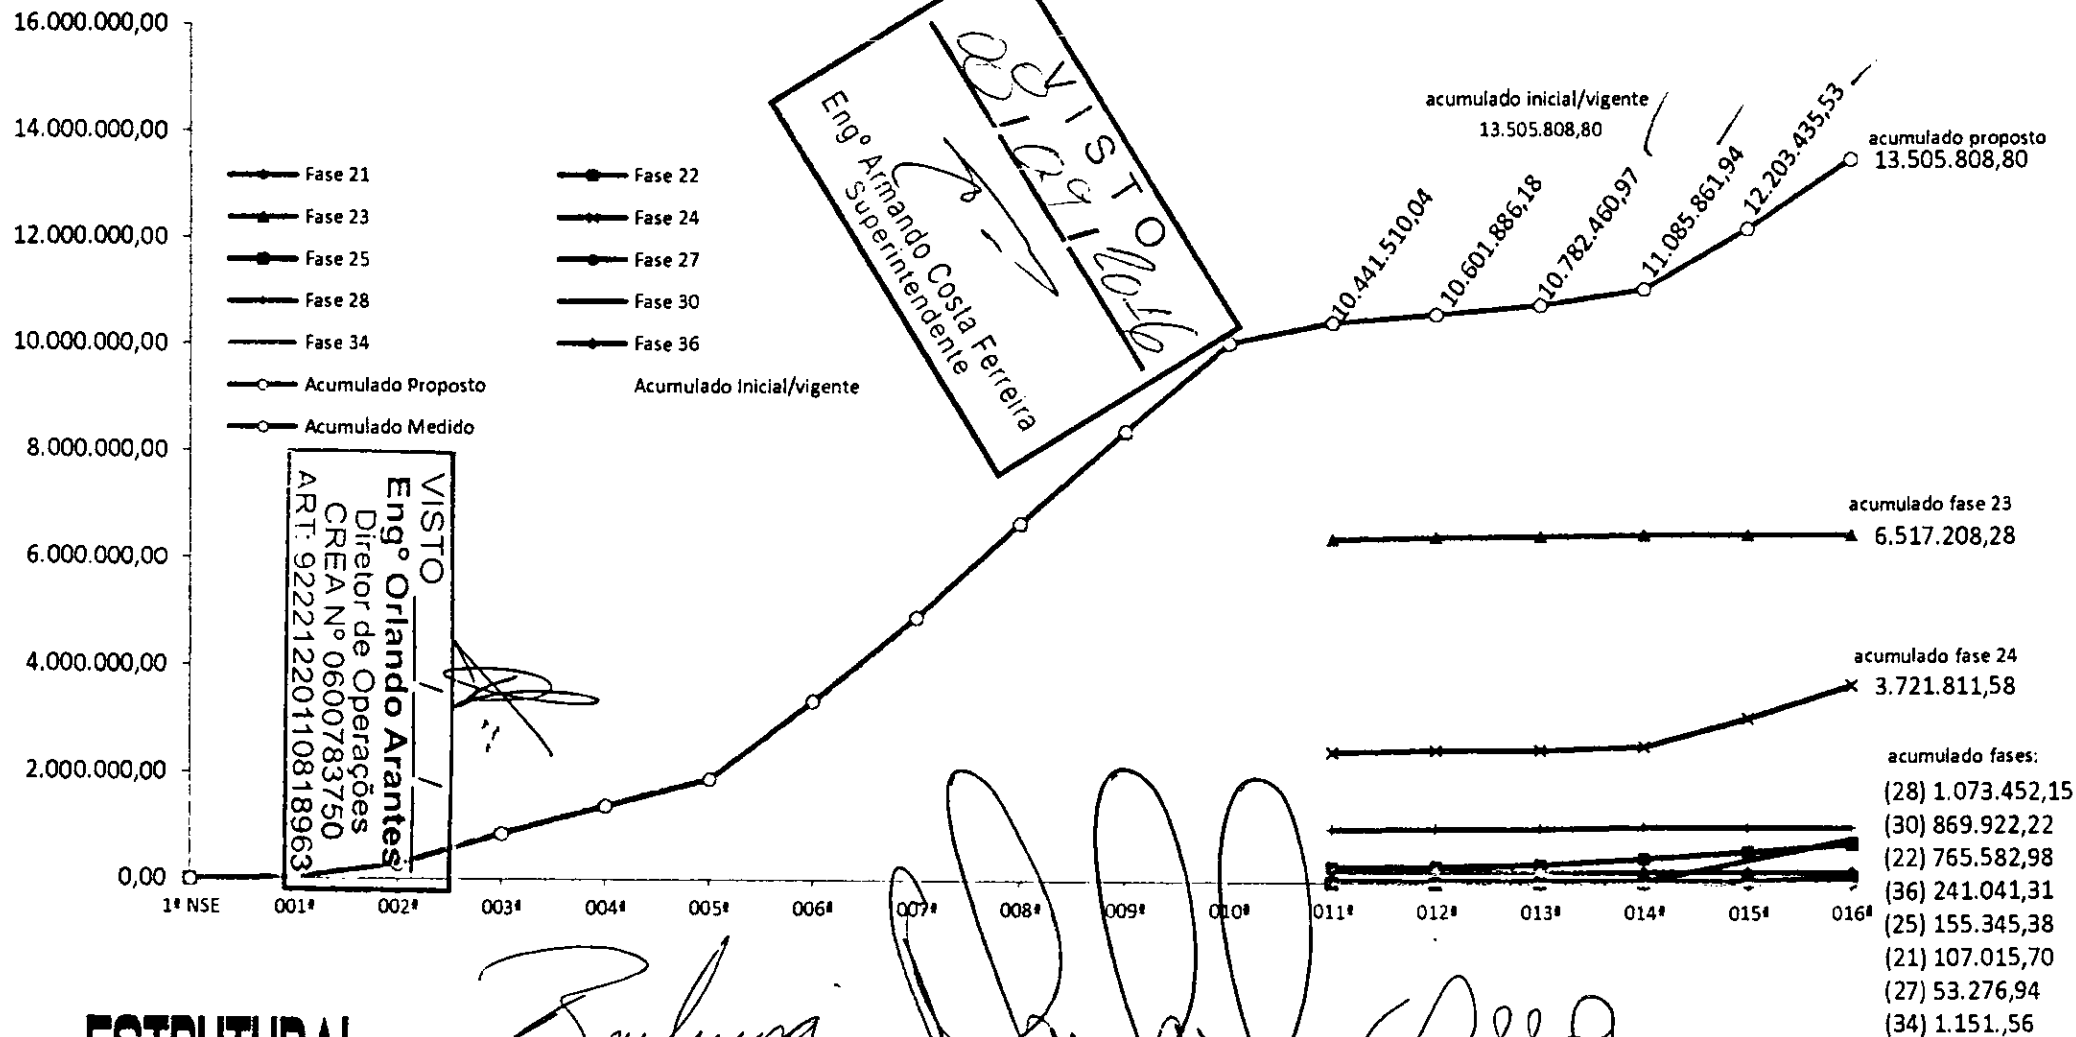 16.000.000,00
14.000.000,00
12.000.000,00
10.000.000,00
8.000.000,00
6.000.000,00
4.000.000,00
2.000.000,00
0,00
Fase 21
Fase 22
Fase 23
Fase 24
Fase 25
Fase 27
Fase 28
Fase 30
Fase 34
Fase 36
Acumulado Proposto
Acumulado Inicial/vigente
Acumulado Medido
VISTO
Engº Armando Costa Ferreira
Superintendente
VISTO
Engº Orlando Arantes
Diretor de Operações
CREA Nº 0600783750
ART: 92221220110818963
acumulado inicial/vigente
13.505.808,80
10.441.510,04
10.601.886,18
10.782.460,97
11.085.861,94
12.203.435,53
acumulado proposto
13.505.808,80
acumulado fase 23
6.517.208,28
acumulado fase 24
3.721.811,58
acumulado fases:
(28) 1.073.452,15
(30) 869.922,22
(22) 765.582,98
(36) 241.041,31
(25) 155.345,38
(21) 107.015,70
(27) 53.276,94
(34) 1.151.,56
1ª NSE 001ª 002ª 003ª 004ª 005ª 006ª 007ª 008ª 009ª 010ª 011ª 012ª 013ª 014ª 015ª 016ª
ESTRUTURAL